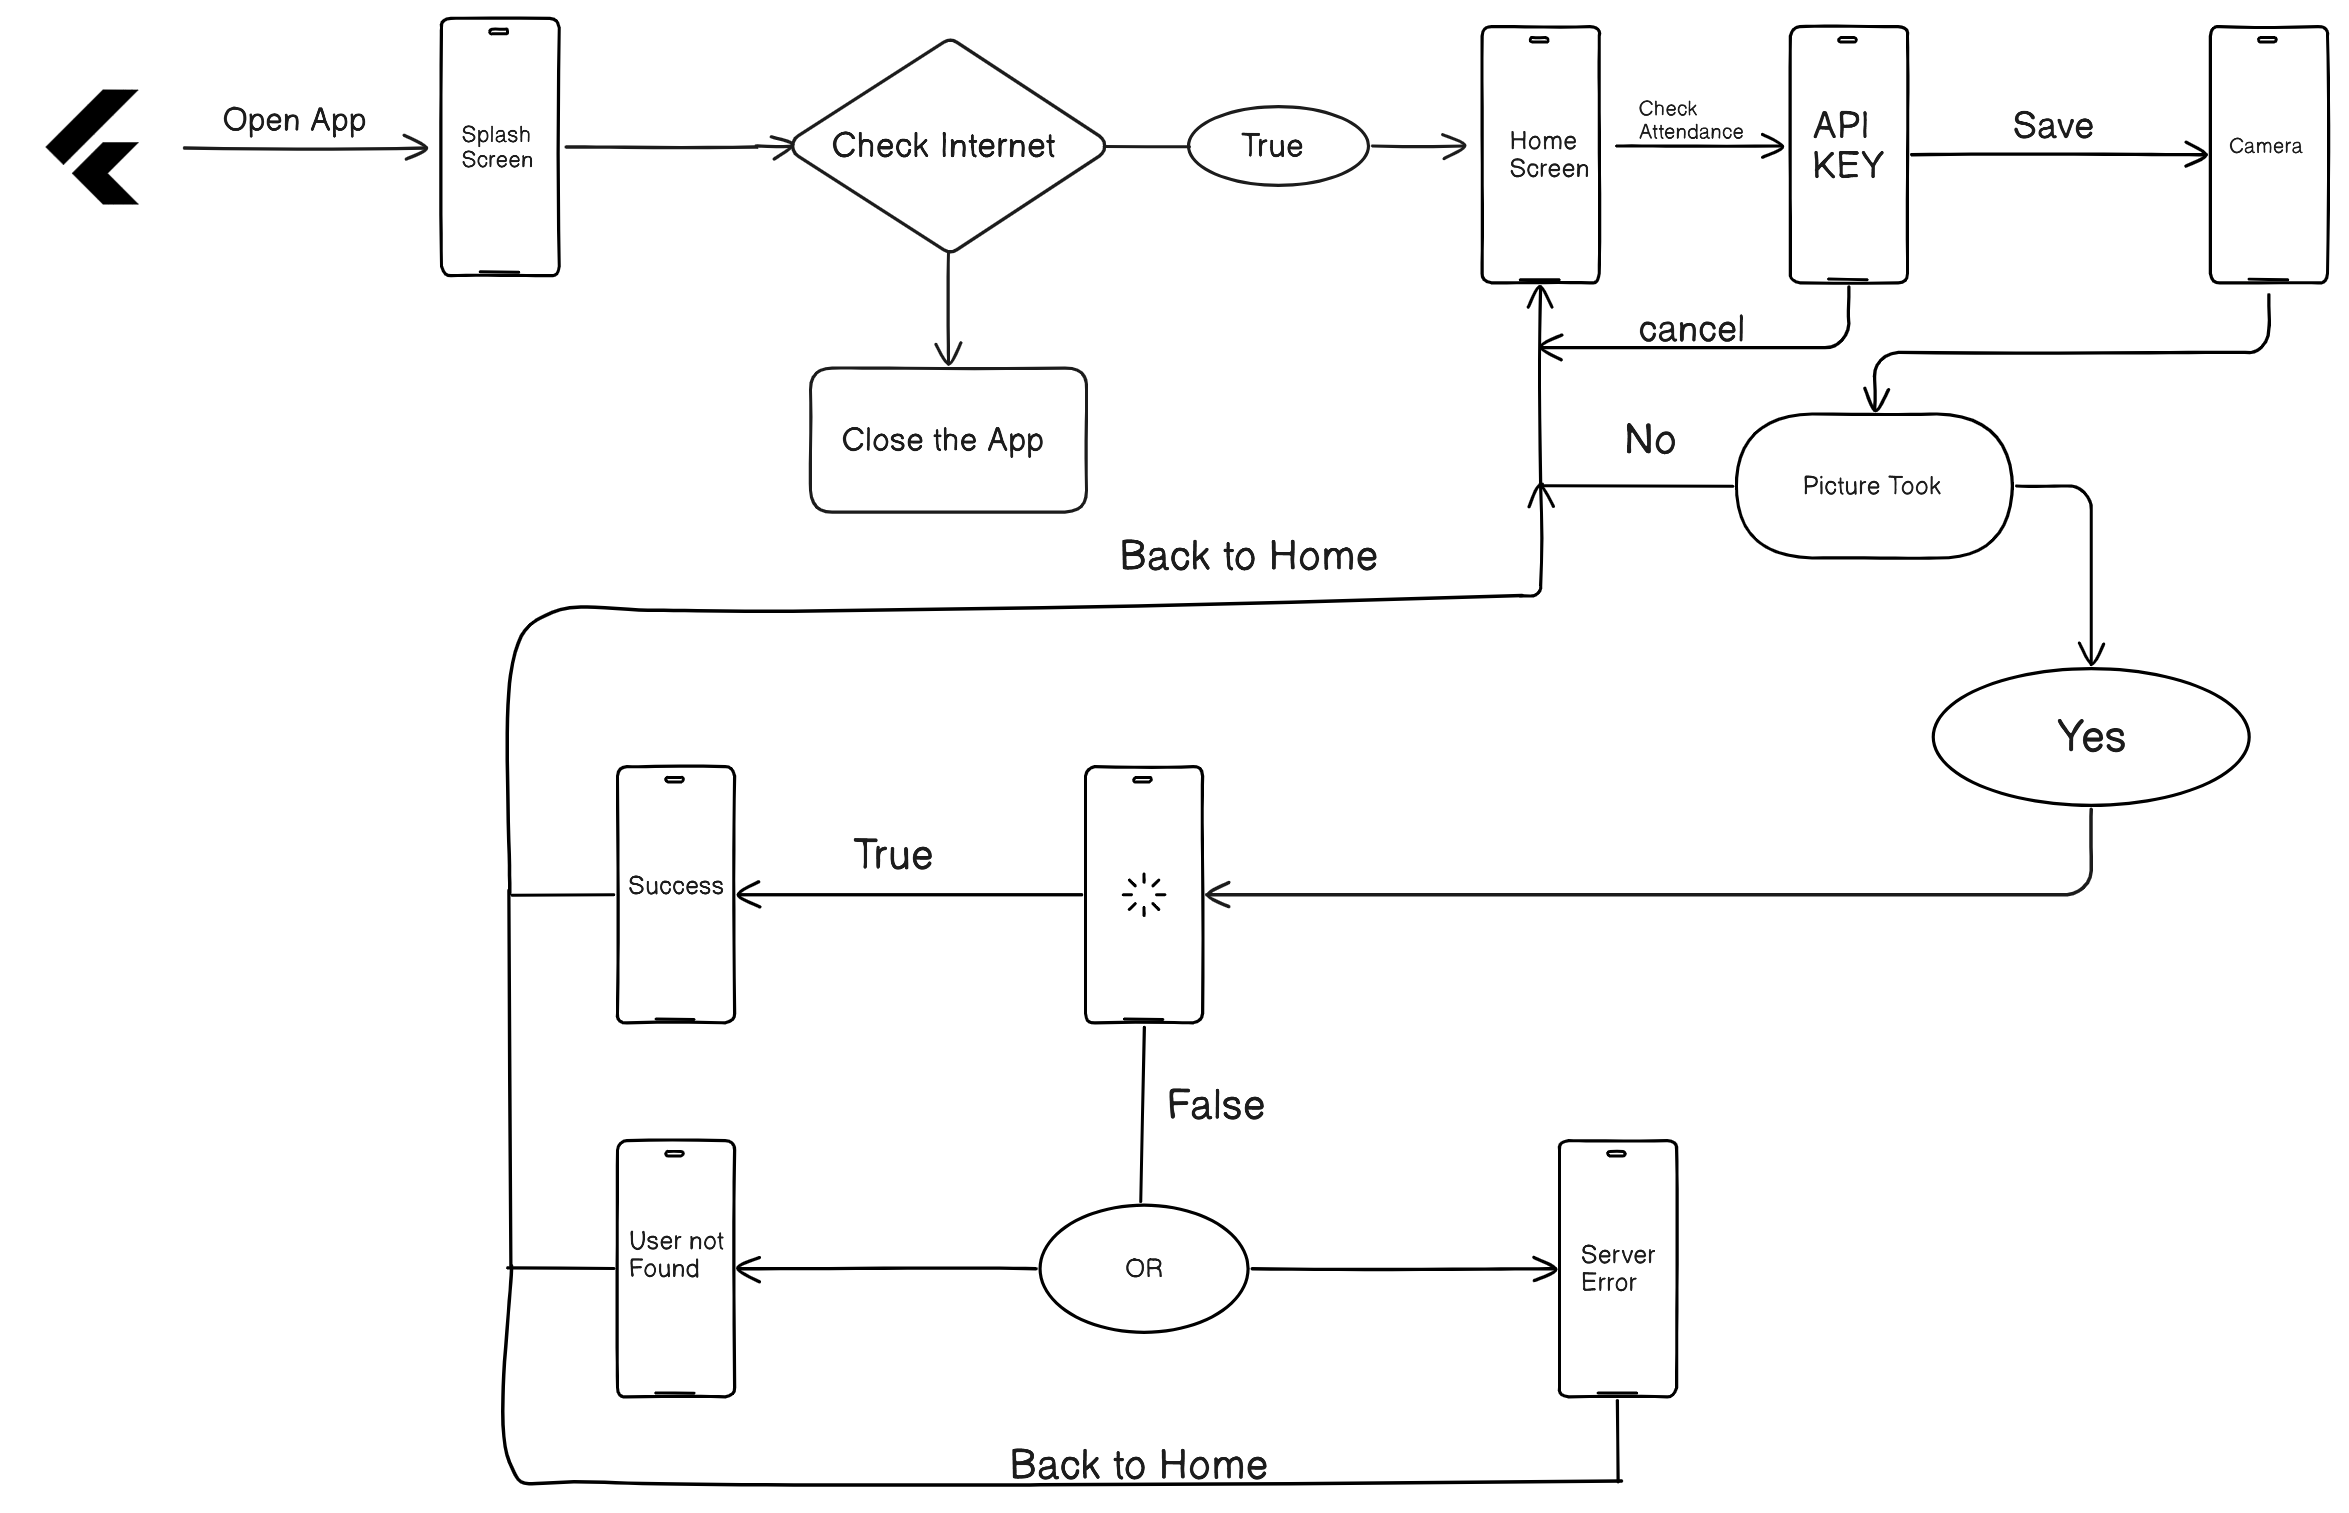 Open App
Splash
Screen
Check Internet
True
Home
Screen
Check
Attendance
API
KEY
Save
Camera
cancel
Close the App
No
Picture Took
Back to Home
Yes
True
Success
False
User not
Found
OR
Server
Error
Back to Home